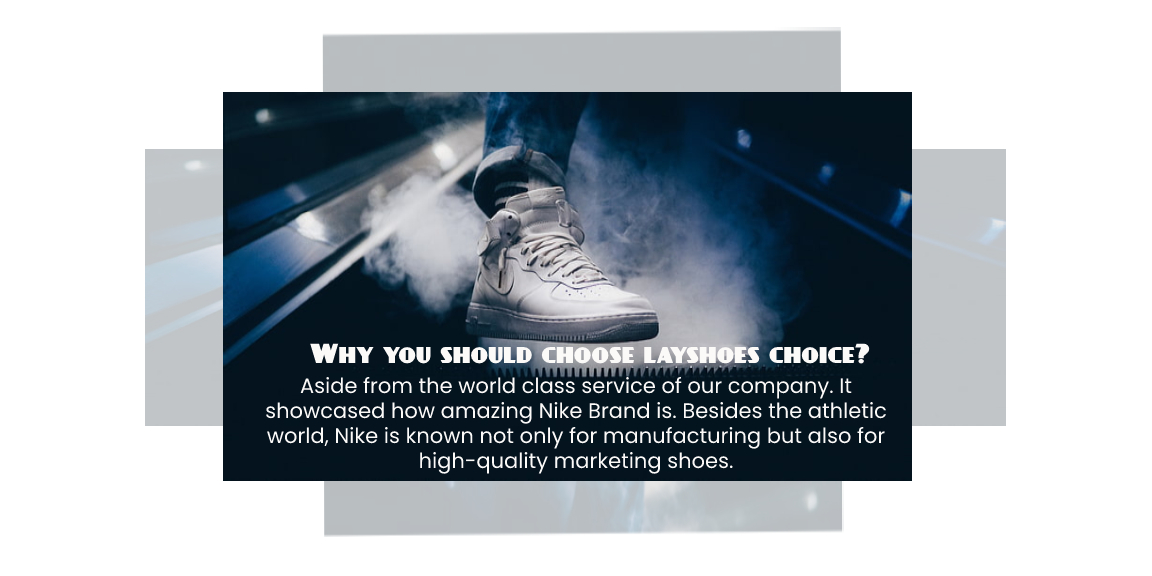 Why you should choose layshoes choice?
Aside from the world class service of our company. It
showcased how amazing Nike Brand is. Besides the athletic
world, Nike is known not only for manufacturing but also for
high-quality marketing shoes.